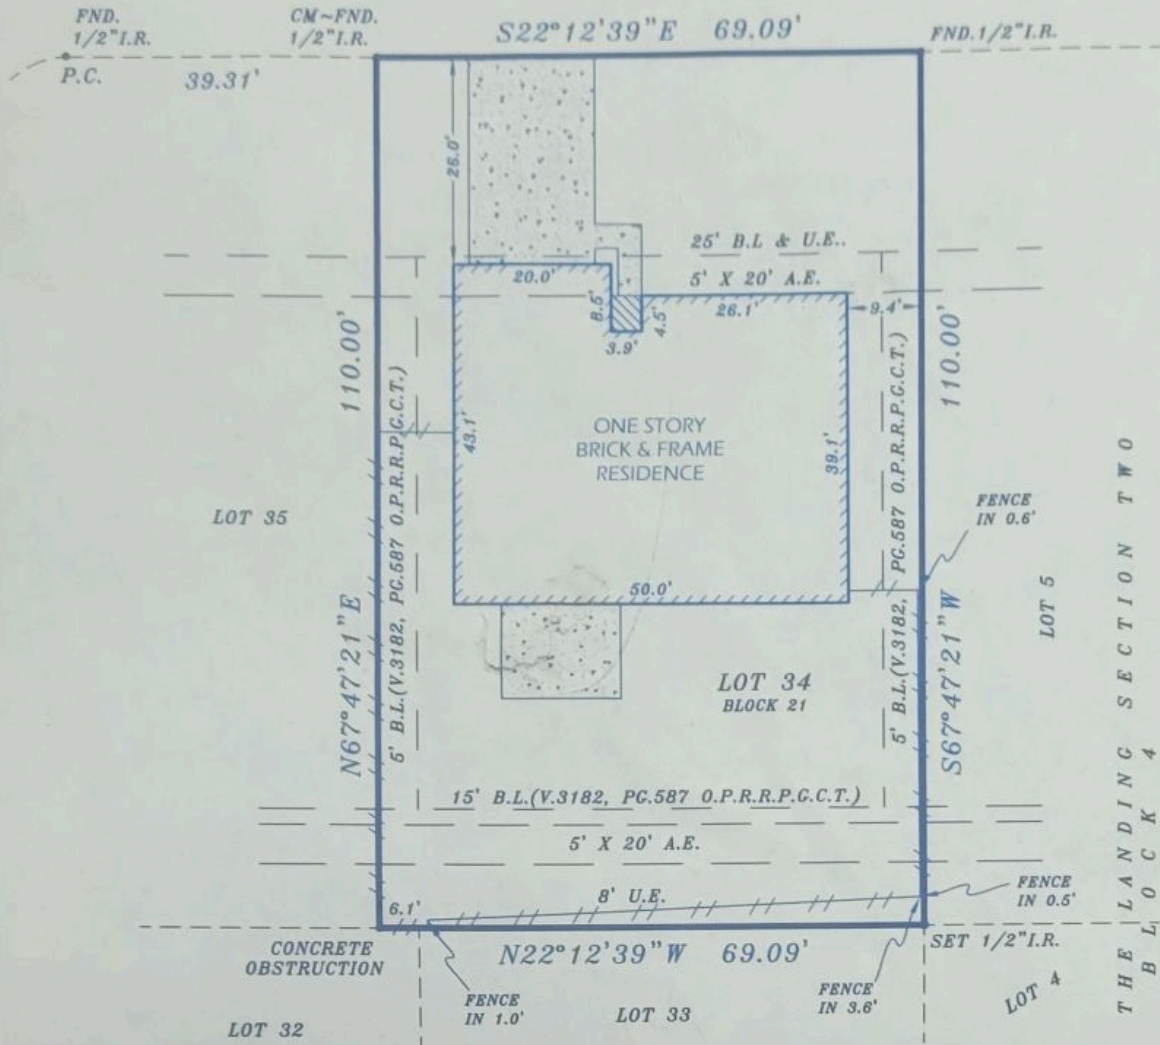 FND.
1/2"I.R.
CM~FND.
1/2"I.R.
S22°12'39"E 69.09'
FND.1/2"I.R.
P.C.
39.31'
26.0'
25' B.L & U.E..
5' X 20' A.E.
20.0'
8.5'
3.9'
4.5'
26.1'
9.4'
110.00'
110.00'
5' B.L.(V.3182, PG.587 O.P.R.R.P.G.C.T.)
43.1'
ONE STORY
BRICK & FRAME
RESIDENCE
39.1'
5' B.L.(V.3182, PG.587 O.P.R.R.P.G.C.T.)
LOT 35
FENCE
IN 0.6'
50.0'
N67°47'21"E
S67°47'21"W
LOT 5
THE LANDING SECTION TWO
BLOCK 4
LOT 34
BLOCK 21
15' B.L.(V.3182, PG.587 O.P.R.R.P.G.C.T.)
5' X 20' A.E.
8' U.E.
6.1'
FENCE
IN 0.5'
CONCRETE
OBSTRUCTION
N22°12'39"W 69.09'
SET 1/2"I.R.
FENCE
IN 1.0'
FENCE
IN 3.6'
LOT 32
LOT 33
LOT 4